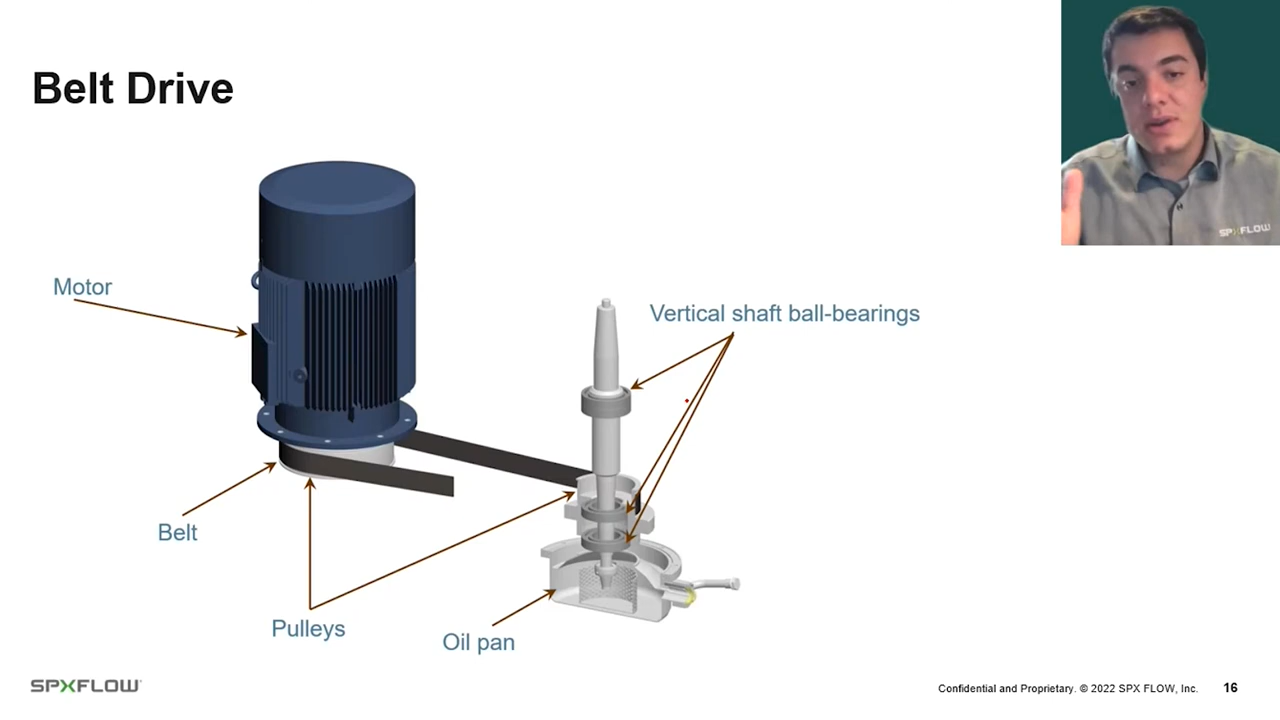 Belt Drive
Motor
Vertical shaft ball-bearings
Belt
Pulleys
Oil pan
SPXFLOW
SPXFLOW
Confidential and Proprietary. © 2022 SPX FLOW, Inc. 16